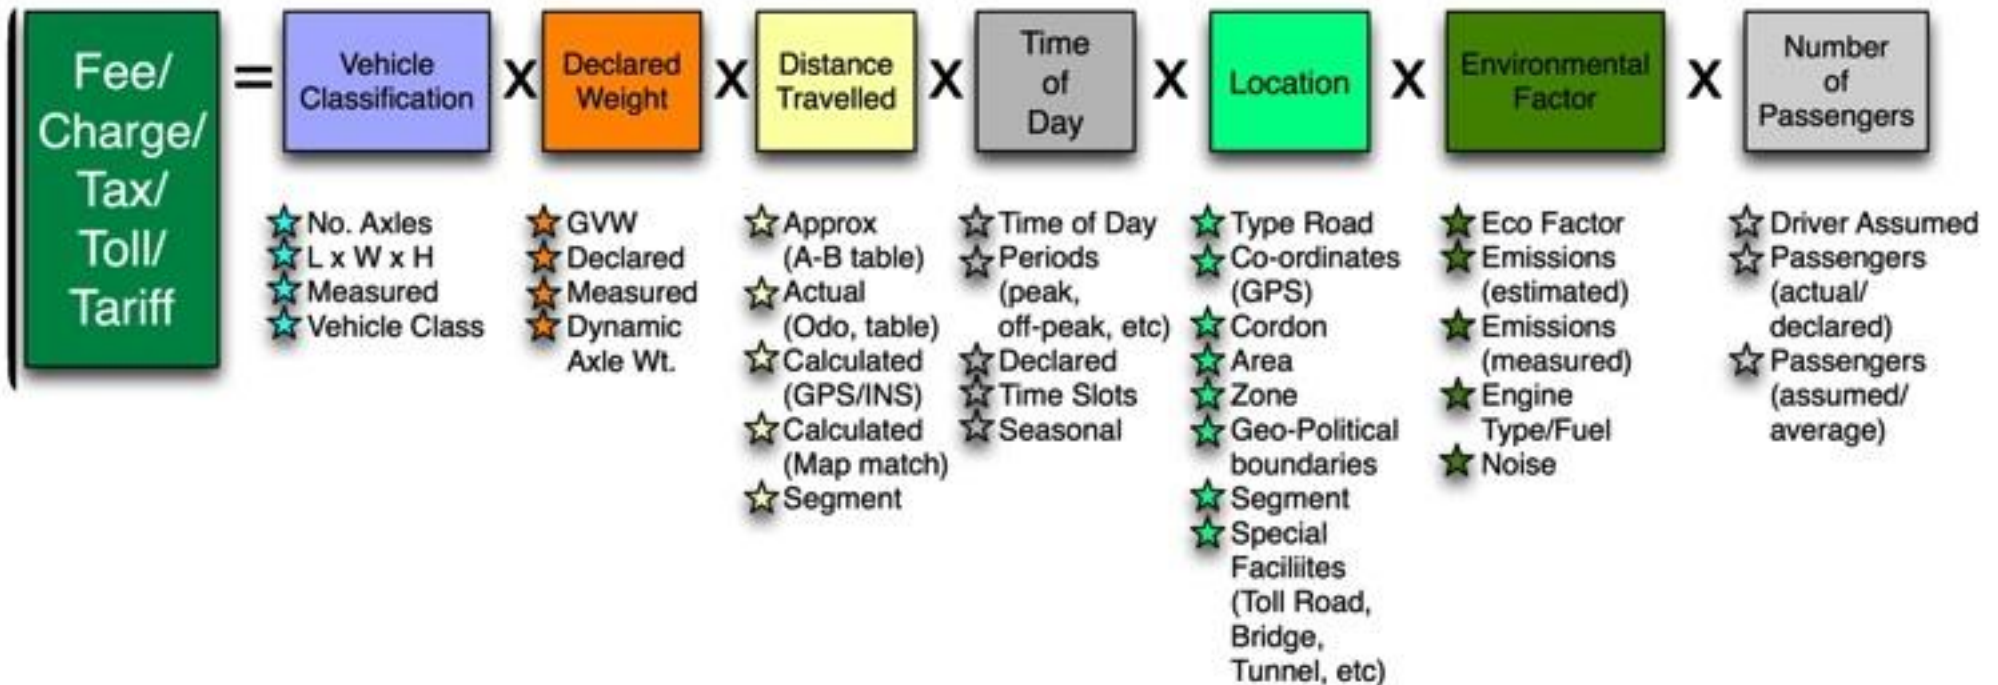 Fee/
Charge/
Tax/
Toll/
Tariff
=
Vehicle
Classification
X
Declared
Weight
X
Distance
Travelled
X
Time
of
Day
X
Location
X
Environmental
Factor
X
Number
of
Passengers
No. Axles
L x W x H
Measured
Vehicle Class
GVW
Declared
Measured
Dynamic
Axle Wt.
Approx
(A-B table)
Actual
(Odo, table)
Calculated
(GPS/INS)
Calculated
(Map match)
Segment
Time of Day
Periods
(peak,
off-peak, etc)
Declared
Time Slots
Seasonal
Type Road
Co-ordinates
(GPS)
Cordon
Area
Zone
Geo-Political
boundaries
Segment
Special
Faciliites
(Toll Road,
Bridge,
Tunnel, etc)
Eco Factor
Emissions
(estimated)
Emissions
(measured)
Engine
Type/Fuel
Noise
Driver Assumed
Passengers
(actual/
declared)
Passengers
(assumed/
average)